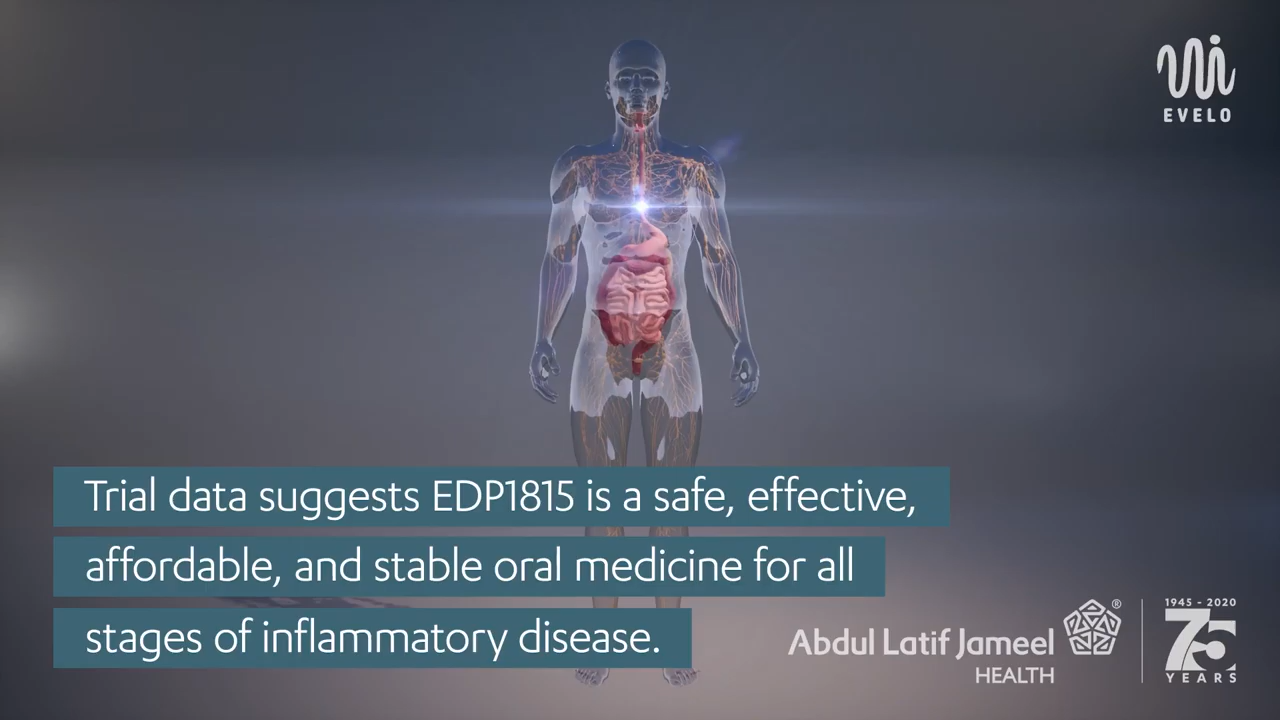 EVELO
Trial data suggests EDP1815 is a safe, effective,
affordable, and stable oral medicine for all
stages of inflammatory disease.
Abdul Latif Jameel ®
HEALTH
1945 - 2020
75
YEARS